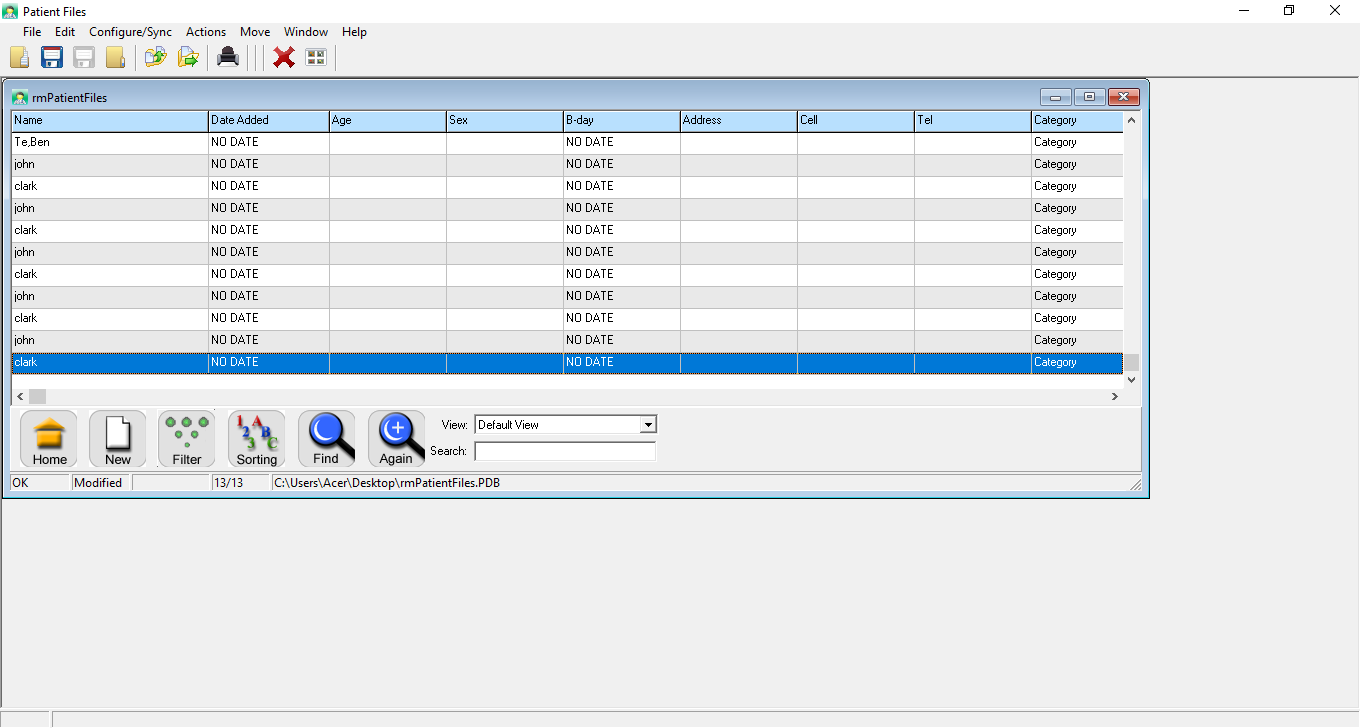 Patient Files
File Edit Configure/Sync Actions Move Window Help
rmPatientFiles
Name Date Added Age Sex B-day Address Cell Tel Category
Te,Ben NO DATE NO DATE Category
john NO DATE NO DATE Category
clark NO DATE NO DATE Category
john NO DATE NO DATE Category
clark NO DATE NO DATE Category
john NO DATE NO DATE Category
clark NO DATE NO DATE Category
john NO DATE NO DATE Category
clark NO DATE NO DATE Category
john NO DATE NO DATE Category
clark NO DATE NO DATE Category
Home New Filter Sorting Find Again
View: Default View
Search:
OK Modified 13/13 C:\Users\Acer\Desktop\rmPatientFiles.PDB